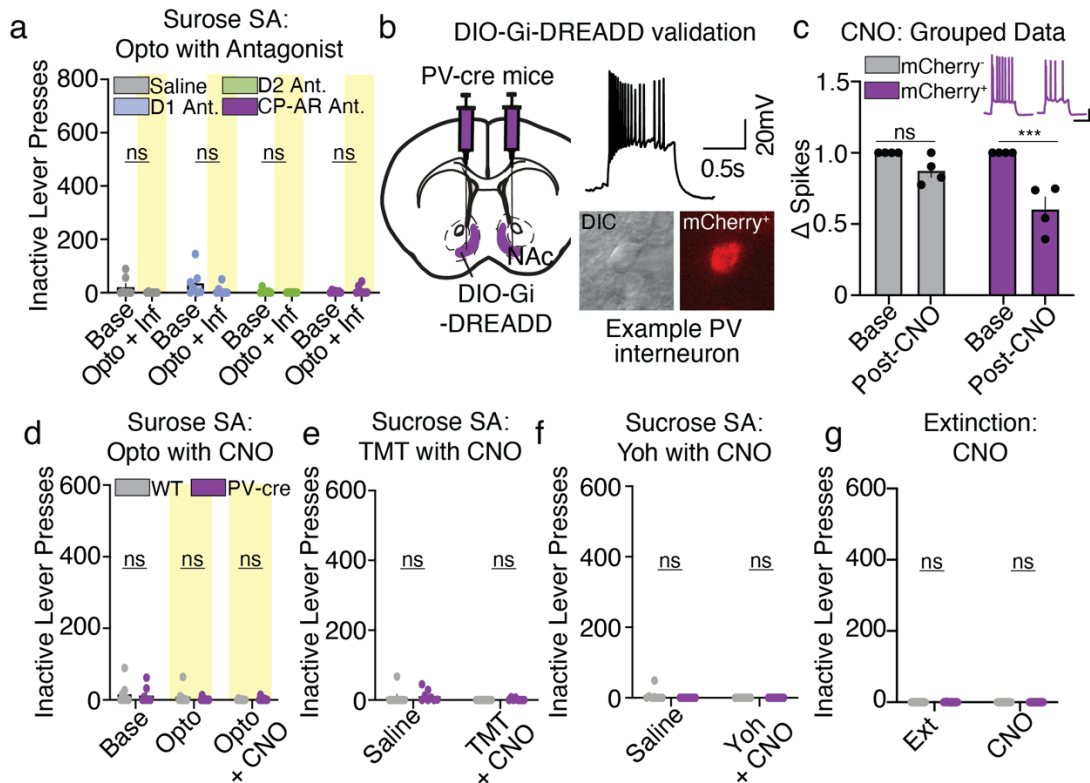 a
Surose SA:
Opto with Antagonist
Inactive Lever Presses
800
600
400
200
0
Saline
D2 Ant.
D1 Ant.
CP-AR Ant.
ns
ns
ns
ns
Base
Opto + Inf
Base
Opto + Inf
Base
Opto + Inf
Base
Opto + Inf
b
DIO-Gi-DREADD validation
PV-cre mice
NAc
DIO-Gi
-DREADD
20mV
0.5s
DIC
mCherry+
Example PV
interneuron
c
CNO: Grouped Data
mCherry-
mCherry+
Δ Spikes
1.5
1.0
0.5
0
ns
***
Base
Post-CNO
Base
Post-CNO
d
Surose SA:
Opto with CNO
Inactive Lever Presses
600
400
200
0
WT
PV-cre
ns
ns
ns
Base
Opto
Opto
+ CNO
e
Sucrose SA:
TMT with CNO
Inactive Lever Presses
600
400
200
0
ns
ns
Saline
TMT
+ CNO
f
Sucrose SA:
Yoh with CNO
Inactive Lever Presses
600
400
200
0
ns
ns
Saline
Yoh
+ CNO
g
Extinction:
CNO
Inactive Lever Presses
600
400
200
0
ns
ns
Ext
CNO